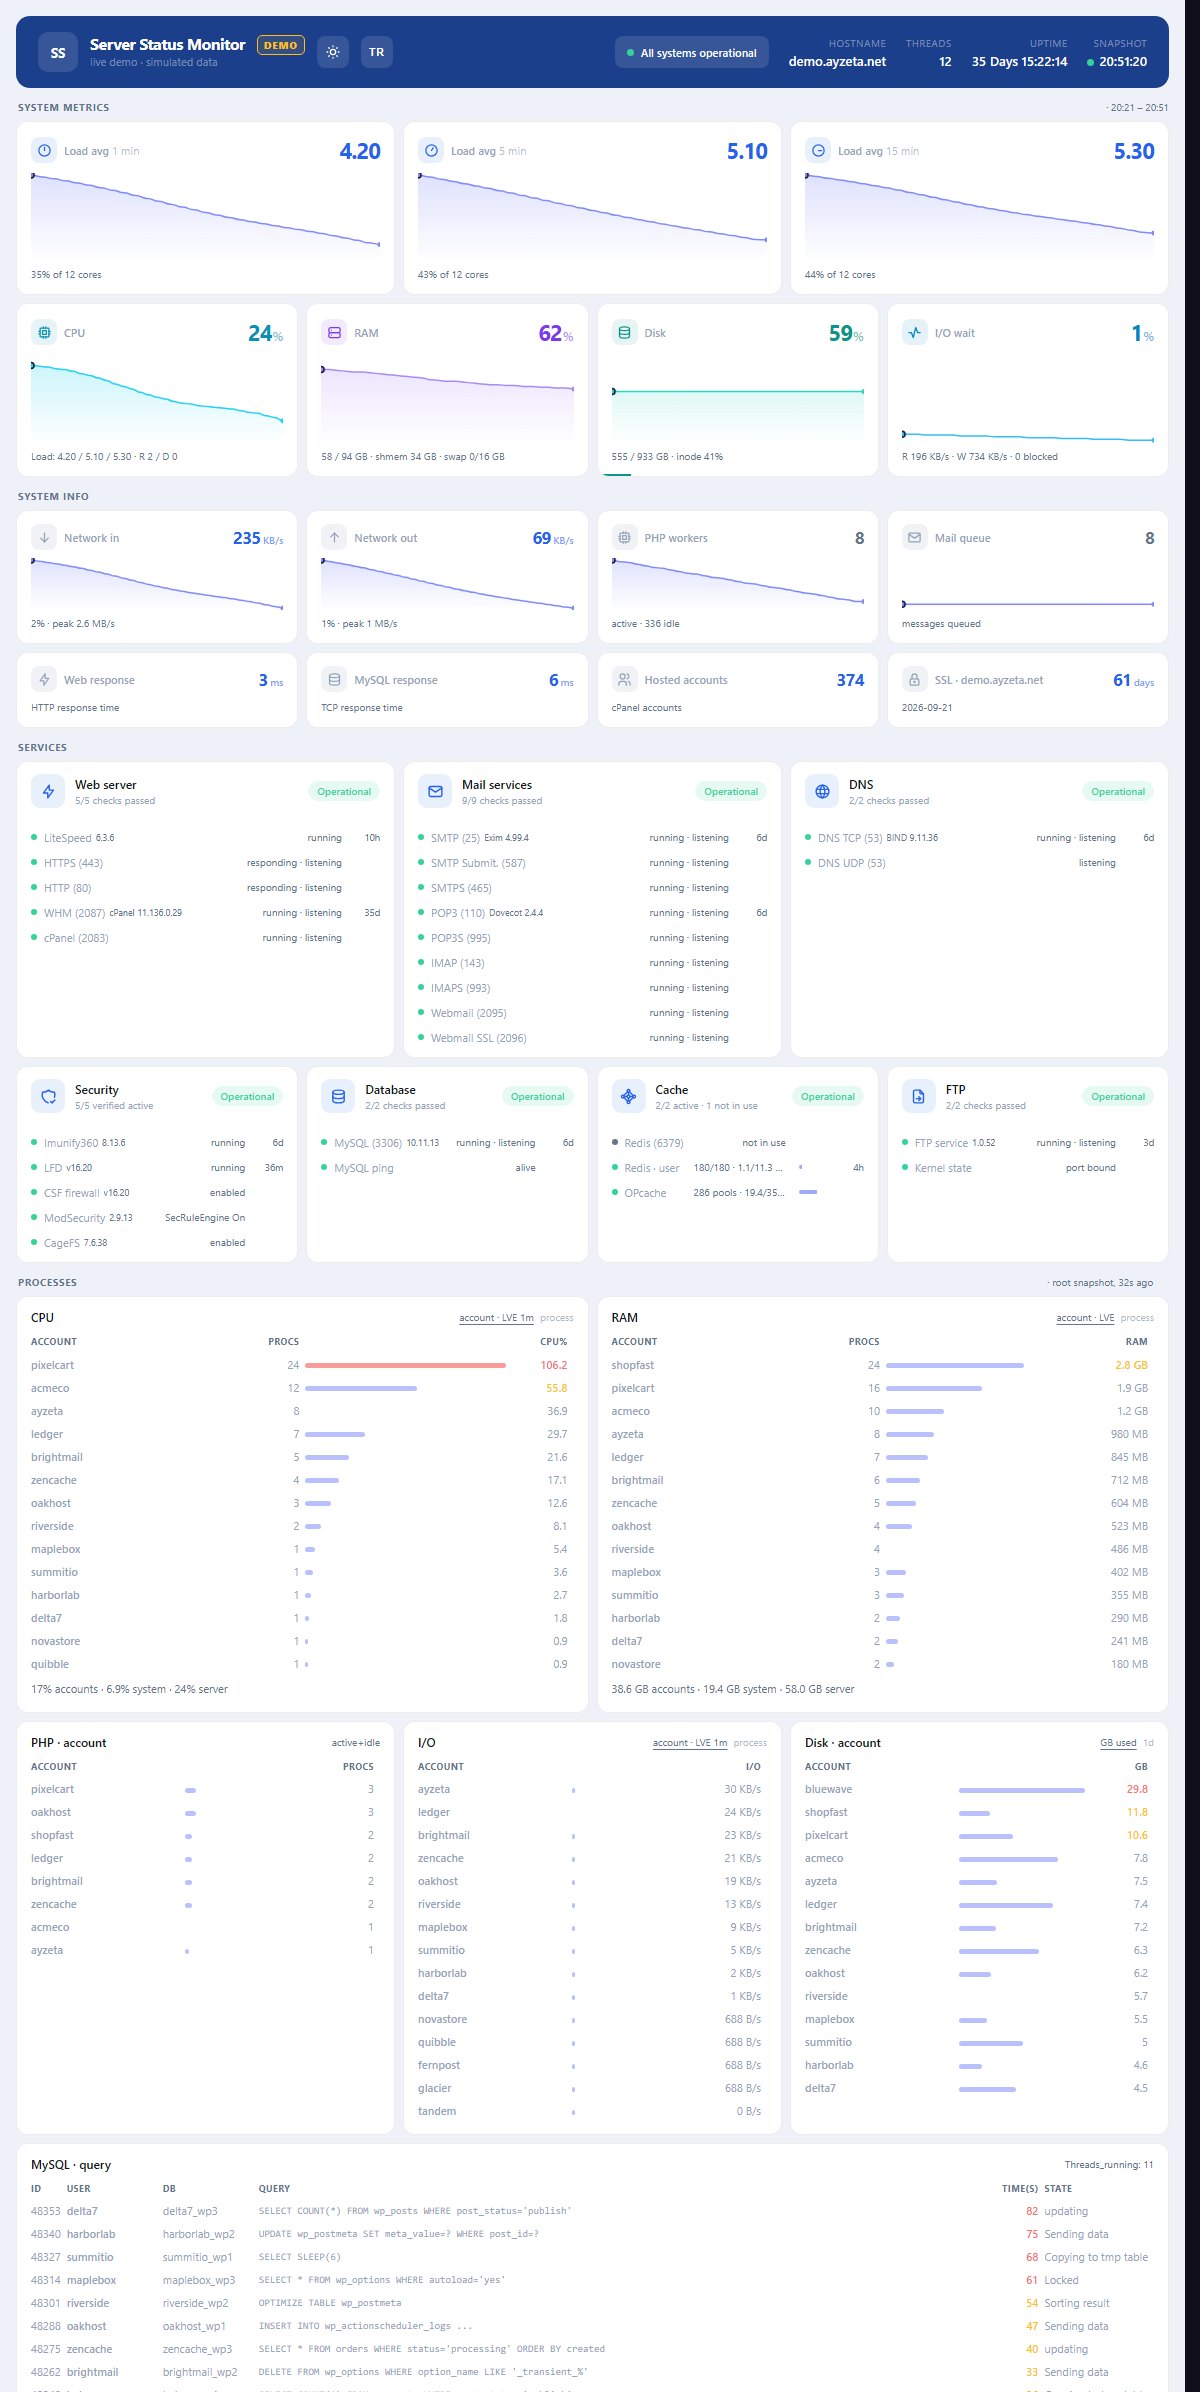 SS
Server Status Monitor DEMO
live demo · simulated data
TR
All systems operational
HOSTNAME THREADS UPTIME SNAPSHOT
demo.ayzeta.net 12 35 Days 15:22:14 20:51:20
SYSTEM METRICS · 20:21 – 20:51
Load avg 1 min 4.20
35% of 12 cores
Load avg 5 min 5.10
43% of 12 cores
Load avg 15 min 5.30
44% of 12 cores
CPU 24%
Load: 4.20 / 5.10 / 5.30 · R 2 / D 0
RAM 62%
58 / 94 GB · shmem 34 GB · swap 0/16 GB
Disk 59%
555 / 933 GB · inode 41%
I/O wait 1%
R 196 KB/s · W 734 KB/s · 0 blocked
SYSTEM INFO
Network in 235 KB/s
2% · peak 2.6 MB/s
Network out 69 KB/s
1% · peak 1 MB/s
PHP workers 8
active · 336 idle
Mail queue 8
messages queued
Web response 3 ms
HTTP response time
MySQL response 6 ms
TCP response time
Hosted accounts 374
cPanel accounts
SSL · demo.ayzeta.net 61 days
2026-09-21
SERVICES
Web server Operational
5/5 checks passed
LiteSpeed 6.3.6 running 10h
HTTPS (443) responding · listening
HTTP (80) responding · listening
WHM (2087) cPanel 11.136.0.29 running · listening 35d
cPanel (2083) running · listening
Mail services Operational
9/9 checks passed
SMTP (25) Exim 4.99.4 running · listening 6d
SMTP Submit. (587) running · listening
SMTPS (465) running · listening
POP3 (110) Dovecot 2.4.4 running · listening 6d
POP3S (995) running · listening
IMAP (143) running · listening
IMAPS (993) running · listening
Webmail (2095) running · listening
Webmail SSL (2096) running · listening
DNS Operational
2/2 checks passed
DNS TCP (53) BIND 9.11.36 running · listening 6d
DNS UDP (53) listening
Security Operational
5/5 verified active
Imunify360 8.13.6 running 6d
LFD v16.20 running 36m
CSF firewall v16.20 enabled
ModSecurity 2.9.13 SecRuleEngine On
CageFS 7.6.38 enabled
Database Operational
2/2 checks passed
MySQL (3306) 10.11.13 running · listening 6d
MySQL ping alive
Cache Operational
2/2 active · 1 not in use
Redis (6379) not in use
Redis · user 180/180 · 1.1/11.3 ... 4h
OPcache 286 pools · 19.4/35...
FTP Operational
2/2 checks passed
FTP service 1.0.52 running · listening 3d
Kernel state port bound
PROCESSES · root snapshot, 32s ago
CPU account · LVE 1m process
ACCOUNT PROCS CPU%
pixelcart 24 106.2
acmeco 12 55.8
ayzeta 8 36.9
ledger 7 29.7
brightmail 5 21.6
zencache 4 17.1
oakhost 3 12.6
riverside 2 8.1
maplebox 1 5.4
summitio 1 3.6
harborlab 1 2.7
delta7 1 1.8
novastore 1 0.9
quibble 1 0.9
17% accounts · 6.9% system · 24% server
RAM account · LVE process
ACCOUNT PROCS RAM
shopfast 24 2.8 GB
pixelcart 16 1.9 GB
acmeco 10 1.2 GB
ayzeta 8 980 MB
ledger 7 845 MB
brightmail 6 712 MB
zencache 5 604 MB
oakhost 4 523 MB
riverside 4 486 MB
maplebox 3 402 MB
summitio 3 355 MB
harborlab 2 290 MB
delta7 2 241 MB
novastore 2 180 MB
38.6 GB accounts · 19.4 GB system · 58.0 GB server
PHP · account active+idle
ACCOUNT PROCS
pixelcart 3
oakhost 3
shopfast 2
ledger 2
brightmail 2
zencache 2
acmeco 1
ayzeta 1
I/O account · LVE 1m process
ACCOUNT I/O
ayzeta 30 KB/s
ledger 24 KB/s
brightmail 23 KB/s
zencache 21 KB/s
oakhost 19 KB/s
riverside 13 KB/s
maplebox 9 KB/s
summitio 5 KB/s
harborlab 2 KB/s
delta7 1 KB/s
novastore 688 B/s
quibble 688 B/s
fernpost 688 B/s
glacier 688 B/s
tandem 0 B/s
Disk · account GB used 1d
ACCOUNT GB
bluewave 29.8
shopfast 11.8
pixelcart 10.6
acmeco 7.8
ayzeta 7.5
ledger 7.4
brightmail 7.2
zencache 6.3
oakhost 6.2
riverside 5.7
maplebox 5.5
summitio 5
harborlab 4.6
delta7 4.5
MySQL · query Threads_running: 11
ID USER DB QUERY TIME(S) STATE
48353 delta7 delta7_wp3 SELECT COUNT(*) FROM wp_posts WHERE post_status='publish' 82 updating
48340 harborlab harborlab_wp2 UPDATE wp_postmeta SET meta_value=? WHERE post_id=? 75 Sending data
48327 summitio summitio_wp1 SELECT SLEEP(6) 68 Copying to tmp table
48314 maplebox maplebox_wp3 SELECT * FROM wp_options WHERE autoload='yes' 61 Locked
48301 riverside riverside_wp2 OPTIMIZE TABLE wp_postmeta 54 Sorting result
48288 oakhost oakhost_wp1 INSERT INTO wp_actionscheduler_logs ... 47 Sending data
48275 zencache zencache_wp3 SELECT * FROM orders WHERE status='processing' ORDER BY created 40 updating
48262 brightmail brightmail_wp2 DELETE FROM wp_options WHERE option_name LIKE '_transient_%' 33 Sending data